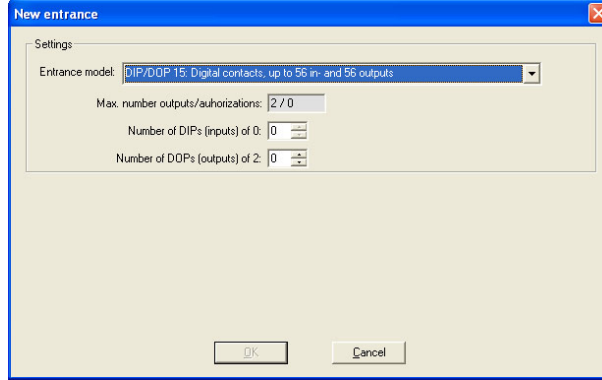 New entrance
Settings
Entrance model: DIP/DOP 15: Digital contacts, up to 56 in- and 56 outputs
Max. number outputs/auhorizations: 2 / 0
Number of DIPs (inputs) of 0: 0
Number of DOPs (outputs) of 2: 0
OK Cancel